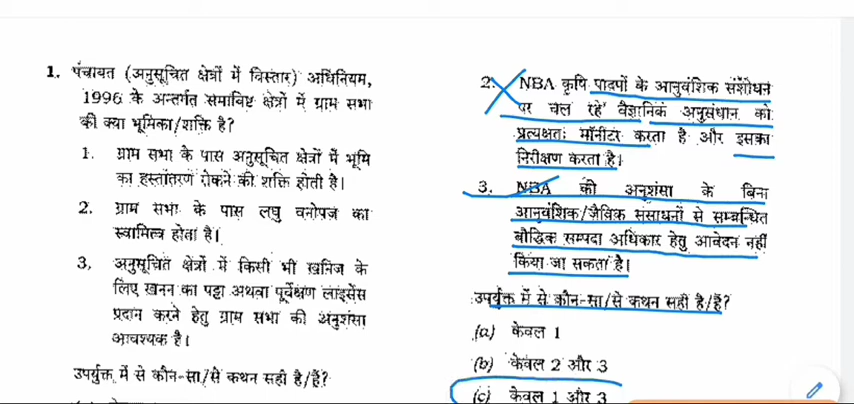 1. पंचायत (अनुसूचित क्षेत्रों में विस्तार) अधिनियम,
1996 के अन्तर्गत समाविष्ट क्षेत्रों में ग्राम सभा
की क्या भूमिका/शक्ति है?
1. ग्राम सभा के पास अनुसूचित क्षेत्रों में भूमि
का हस्तांतरण रोकने की शक्ति होती है।
2. ग्राम सभा के पास लघु वनोपज का
स्वामित्व होता है।
3. अनुसूचित क्षेत्रों में किसी भी खनिज के
लिए खनन का पट्टा अथवा पूर्वेक्षण लाइसेंस
प्रदान करने हेतु ग्राम सभा की अनुशंसा
आवश्यक है।
उपर्युक्त में से कौन-सा/से कथन सही है/हैं?
2. NBA कृषि पादपों के आनुवंशिक संशोधन
पर चल रहे वैज्ञानिक अनुसंधान को
प्रत्यक्षतः मॉनीटर करता है और इसका
निरीक्षण करता है।
3. NBA की अनुशंसा के बिना
आनुवंशिक/जैविक संसाधनों से सम्बन्धित
बौद्धिक सम्पदा अधिकार हेतु आवेदन नहीं
किया जा सकता है।
उपर्युक्त में से कौन-सा/से कथन सही है/हैं?
(a) केवल 1
(b) केवल 2 और 3
(c) केवल 1 और 3